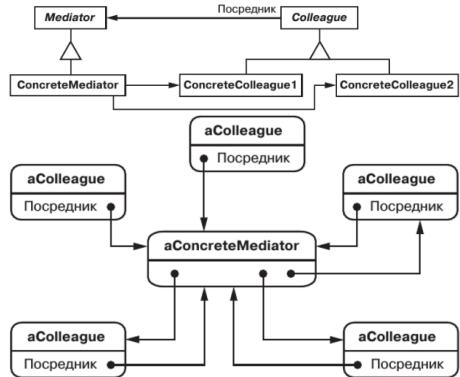 Mediator
Посредник
Colleague
ConcreteMediator
ConcreteColleague1
ConcreteColleague2
aColleague
Посредник
aColleague
Посредник
aColleague
Посредник
aConcreteMediator
aColleague
Посредник
aColleague
Посредник